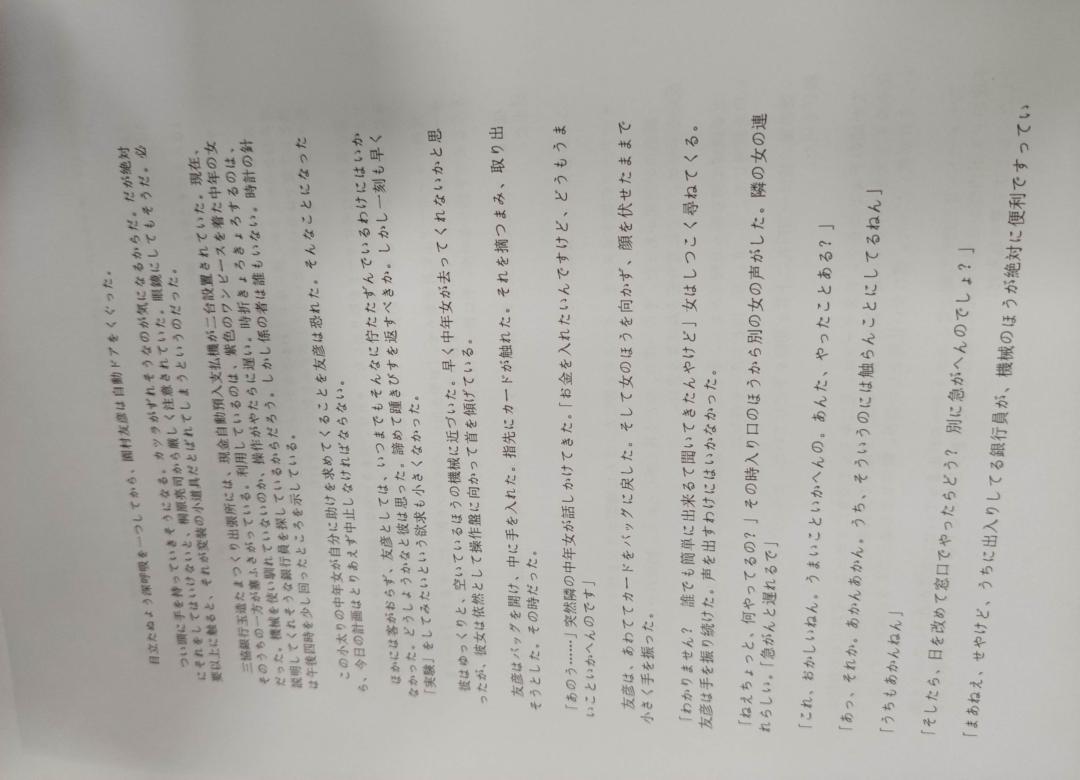 目立たぬよう深呼吸を一つしてから、園村友彦は自動ドアをくぐった。
つい頭に手を持っていきそうになる。カツラがずれそうなのが気になるからだ。だが絶対
にそれをしてはいけないと、桐原亮司から厳しく注意されていた。眼鏡にしてもそうだ。必
要以上に触ると、それが変装の小道具だとばれてしまうというのだった。
三協銀行玉造たまつくり出張所には、現金自動預入支払機が二台設置されていた。現在、
そのうちの一方が塞ふさがっている。利用しているのは、紫色のワンピースを着た中年の女
だった。機械を使い馴れていないのか、操作がやたらに遅い。時折きょろきょろするのは、
説明してくれそうな銀行員を探しているからだろう。しかし係の者は誰もいない。時計の針
は午後四時を少し回ったところを示している。
この小太りの中年女が自分に助けを求めてくることを友彦は恐れた。そんなことになった
ら、今日の計画はとりあえず中止しなければならない。
ほかには客がおらず、友彦としては、いつまでもそんなに佇たたずんでいるわけにはいか
なかった。どうしようかなと彼は思った。諦めて踵きびすを返すべきか。しかし一刻も早く
「実験」をしてみたいという欲求も小さくなかった。
彼はゆっくりと、空いているほうの機械に近づいた。早く中年女が去ってくれないかと思
ったが、彼女は依然として操作盤に向かって首を傾げている。
友彦はバッグを開け、中に手を入れた。指先にカードが触れた。それを摘つまみ、取り出
そうとした。その時だった。
「あのう……」突然隣の中年女が話しかけてきた。「お金を入れたいんですけど、どうもうま
いこといかへんのです」
友彦は、あわててカードをバッグに戻した。そして女のほうを向かず、顔を伏せたままで
小さく手を振った。
「わかりません? 誰でも簡単に出来るて聞いてきたんやけど」女はしつこく尋ねてくる。
友彦は手を振り続けた。声を出すわけにはいかなかった。
「ねえちょっと、何やってるの?」その時入り口のほうから別の女の声がした。隣の女の連
れらしい。「急がんと遅れるで」
「これ、おかしいねん。うまいこといかへんの。あんた、やったことある?」
「あっ、それか。あかんあかん。うち、そういうのには触らんことにしてるねん」
「うちもあかんねん」
「そしたら、日を改めて窓口でやったらどう? 別に急がへんのでしょ?」
「まあねえ、せやけど、うちに出入りしてる銀行員が、機械のほうが絶対に便利ですってい